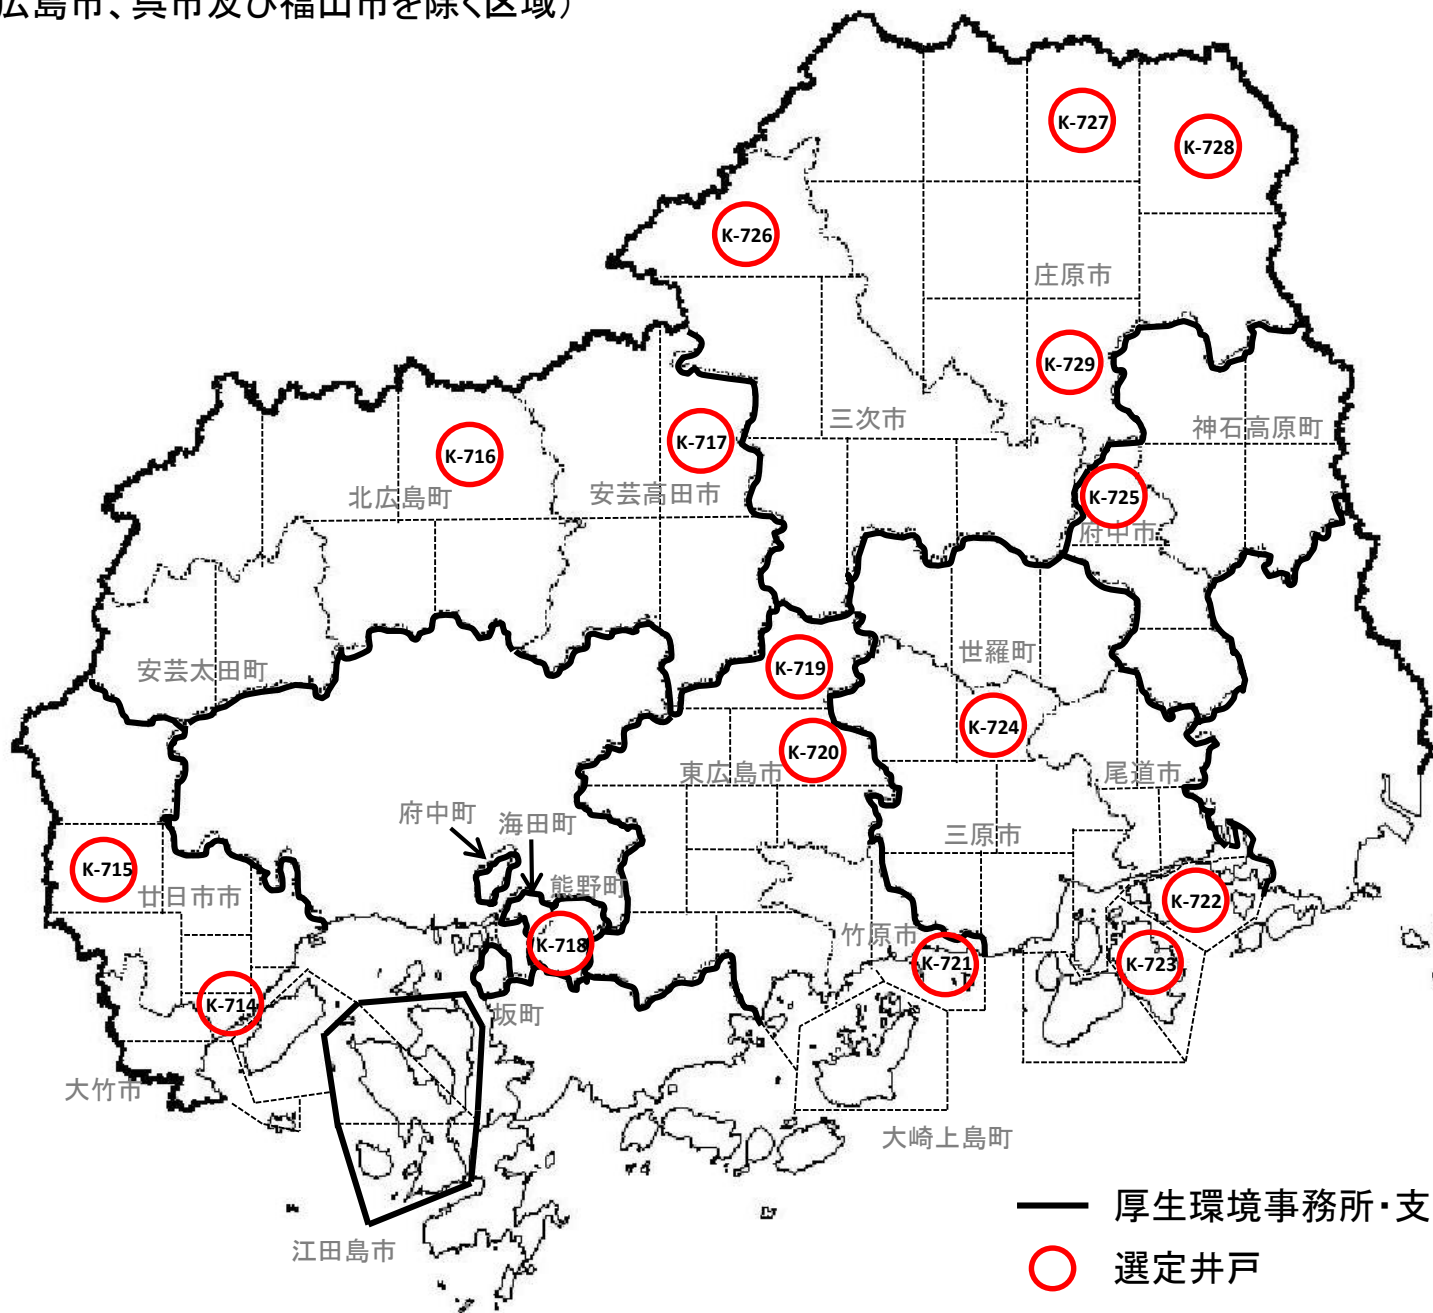 広島市、呉市及び福山市を除く区域）
K-727
K-728
K-726
庄原市
K-729
三次市
神石高原町
K-717
K-716
北広島町
安芸高田市
K-725
府中市
世羅町
安芸太田町
K-719
K-724
K-720
東広島市
尾道市
府中町
海田町
三原市
K-715
廿日市市
熊野町
K-722
竹原市
K-718
K-721
K-723
K-714
坂町
大竹市
大崎上島町
江田島市
厚生環境事務所・支
選定井戸